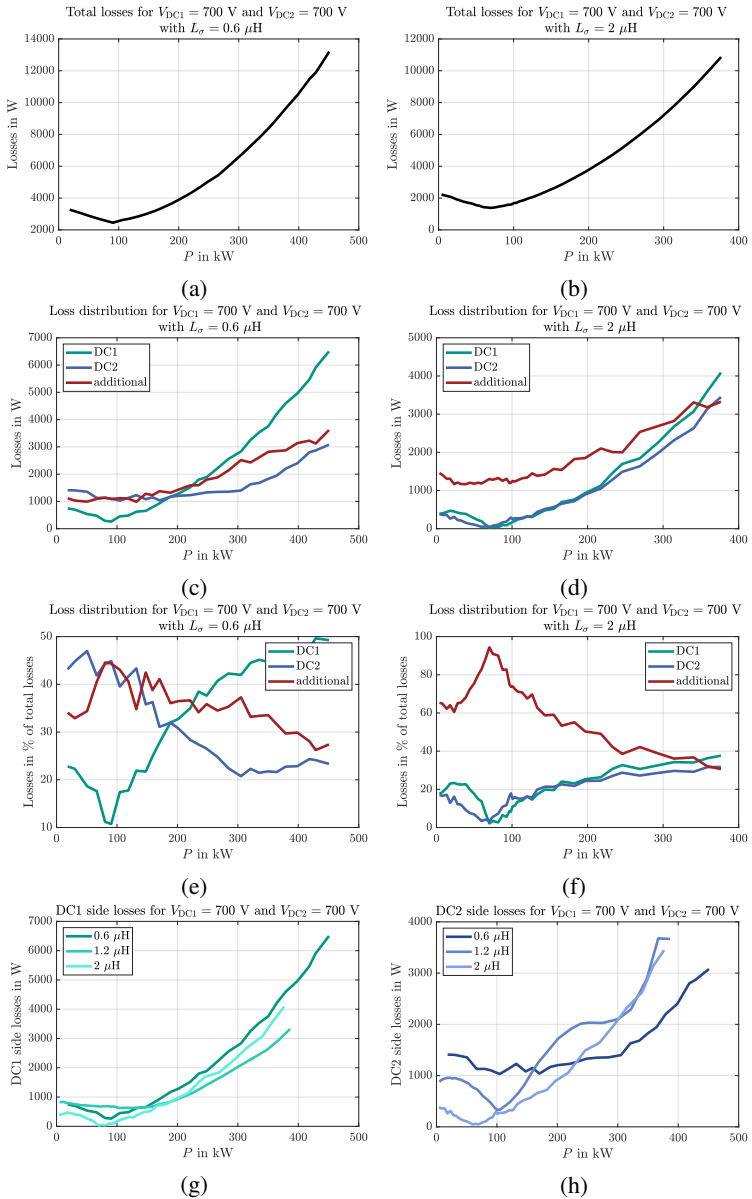 Total losses for V_DC1 = 700 V and V_DC2 = 700 V
with L_σ = 0.6 μH
14000
12000
10000
8000
6000
4000
2000
Losses in W
0 100 200 300 400 500
P in kW
(a)
Total losses for V_DC1 = 700 V and V_DC2 = 700 V
with L_σ = 2 μH
12000
10000
8000
6000
4000
2000
0
Losses in W
0 100 200 300 400
P in kW
(b)
Loss distribution for V_DC1 = 700 V and V_DC2 = 700 V
with L_σ = 0.6 μH
7000
6000
5000
4000
3000
2000
1000
0
Losses in W
DC1
DC2
additional
0 100 200 300 400 500
P in kW
(c)
Loss distribution for V_DC1 = 700 V and V_DC2 = 700 V
with L_σ = 2 μH
5000
4000
3000
2000
1000
0
Losses in W
DC1
DC2
additional
0 100 200 300 400
P in kW
(d)
Loss distribution for V_DC1 = 700 V and V_DC2 = 700 V
with L_σ = 0.6 μH
50
40
30
20
10
Losses in % of total losses
DC1
DC2
additional
0 100 200 300 400 500
P in kW
(e)
Loss distribution for V_DC1 = 700 V and V_DC2 = 700 V
with L_σ = 2 μH
100
80
60
40
20
0
Losses in % of total losses
DC1
DC2
additional
0 100 200 300 400
P in kW
(f)
DC1 side losses for V_DC1 = 700 V and V_DC2 = 700 V
7000
6000
5000
4000
3000
2000
1000
0
DC1 side losses in W
0.6 μH
1.2 μH
2 μH
0 100 200 300 400 500
P in kW
(g)
DC2 side losses for V_DC1 = 700 V and V_DC2 = 700 V
4000
3000
2000
1000
0
DC2 side losses in W
0.6 μH
1.2 μH
2 μH
0 100 200 300 400 500
P in kW
(h)